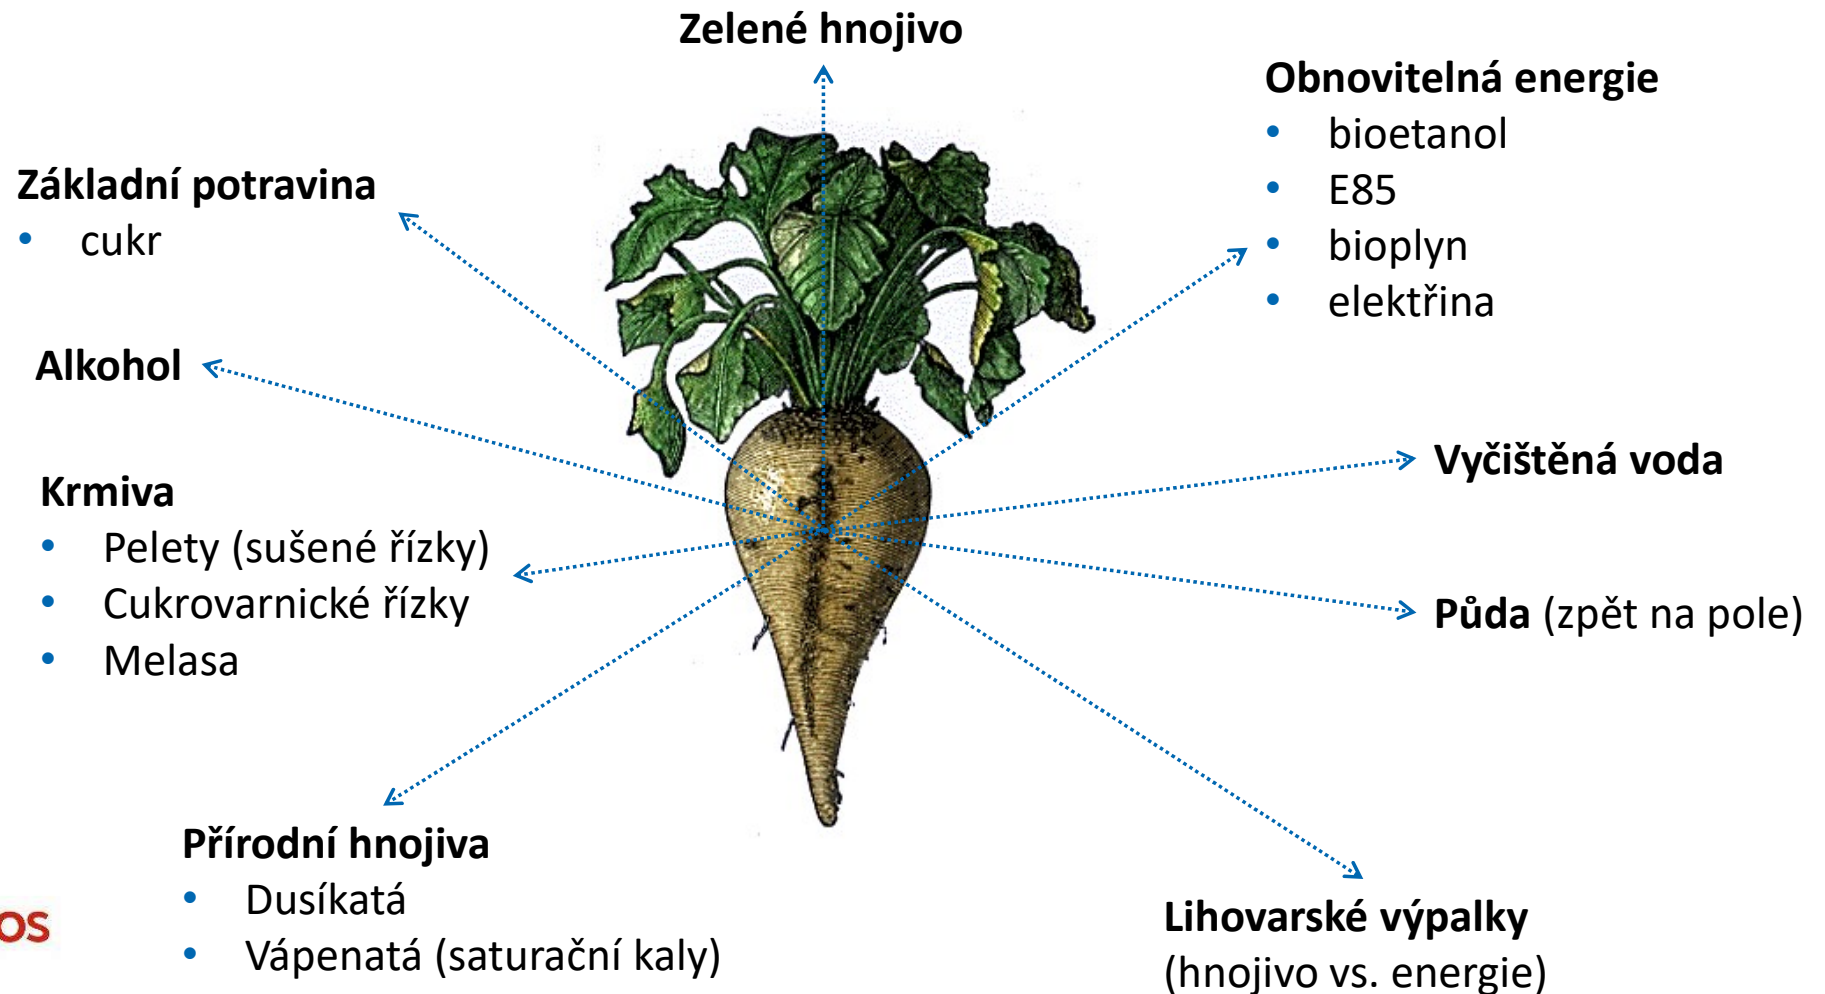 Zelené hnojivo
Obnovitelná energie
• bioetanol
• E85
• bioplyn
• elektřina
Základní potravina
• cukr
Alkohol
Krmiva
• Pelety (sušené řízky)
• Cukrovarnické řízky
• Melasa
Vyčištěná voda
Půda (zpět na pole)
Přírodní hnojiva
• Dusíkatá
• Vápenatá (saturační kaly)
Lihovarské výpalky
(hnojivo vs. energie)
OS